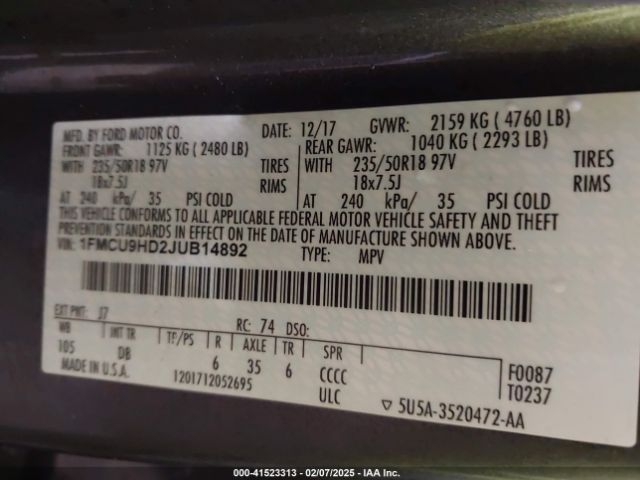 MFD. BY FORD MOTOR CO. DATE: 12/17 GVWR: 2159 KG ( 4760 LB)
FRONT GAWR: 1125 KG ( 2480 LB) REAR GAWR: 1040 KG ( 2293 LB)
WITH 235/50R18 97V TIRES WITH 235/50R18 97V TIRES
18x7.5J RIMS 18x7.5J RIMS
AT 240 kPa/ 35 PSI COLD AT 240 kPa/ 35 PSI COLD
THIS VEHICLE CONFORMS TO ALL APPLICABLE FEDERAL MOTOR VEHICLE SAFETY AND THEFT
PREVENTION STANDARDS IN EFFECT ON THE DATE OF MANUFACTURE SHOWN ABOVE.
VIN: 1FMCU9HD2JUB14892 TYPE: MPV
EXT PNT: J7 RC: 74 DSO:
WB INT TR TP/PS R AXLE TR SPR
105 DB 6 35 6 CCCC F0087
MADE IN U.S.A. 1201712052695 ULC T0237
▽ 5U5A-3520472-AA
000-41523313 - 02/07/2025 - IAA Inc.